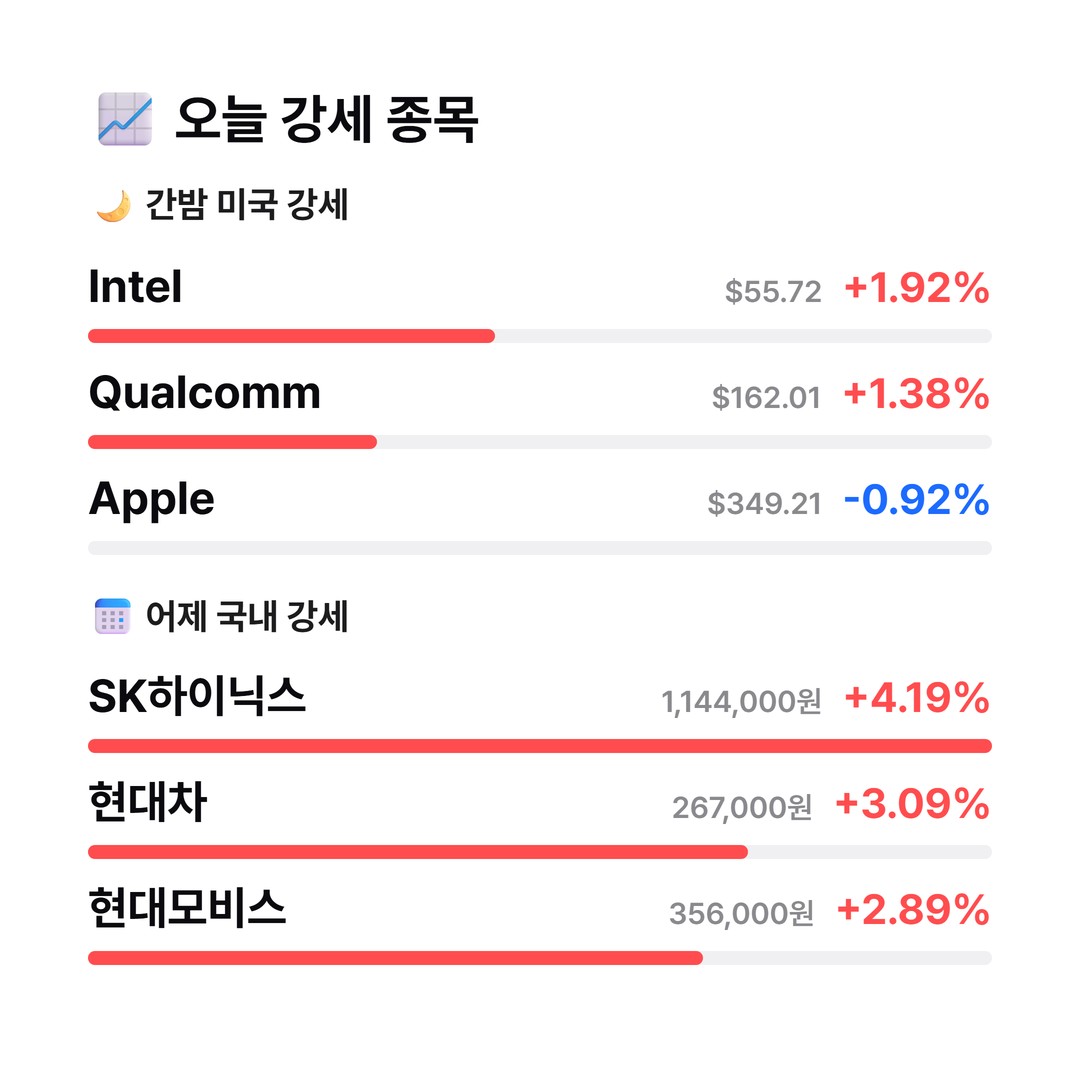 오늘 강세 종목
간밤 미국 강세
Intel $55.72 +1.92%
Qualcomm $162.01 +1.38%
Apple $349.21 -0.92%
어제 국내 강세
SK하이닉스 1,144,000원 +4.19%
현대차 267,000원 +3.09%
현대모비스 356,000원 +2.89%